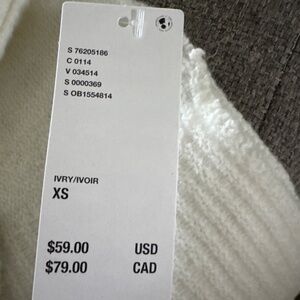 S 76205186
C 0114
V 034514
S 0000369
S OB1554814
IVRY/IVOIR
XS
$59.00 USD
$79.00 CAD